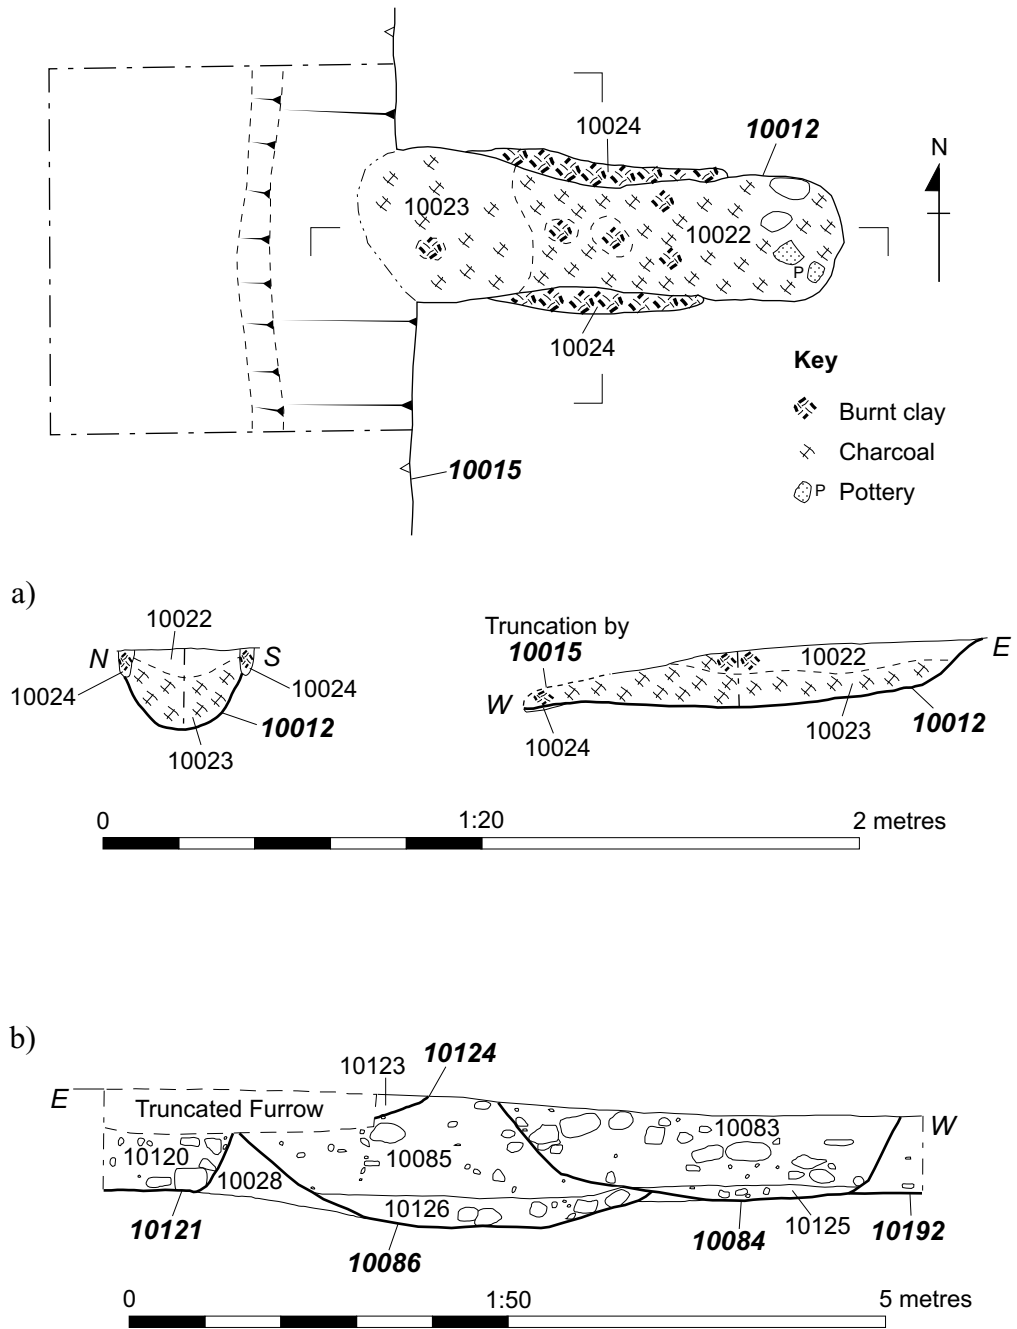 10024
10012
N
10023
10022
P
10024
Key
Burnt clay
Charcoal
P Pottery
10015
a)
10022
N
S
10024
10024
10012
10023
Truncation by
10015
10022
E
W
10024
10023
10012
0
1:20
2 metres
b)
10123
10124
E
Truncated Furrow
10083
W
10120
10085
10028
10126
10121
10125
10192
10084
10086
0
1:50
5 metres